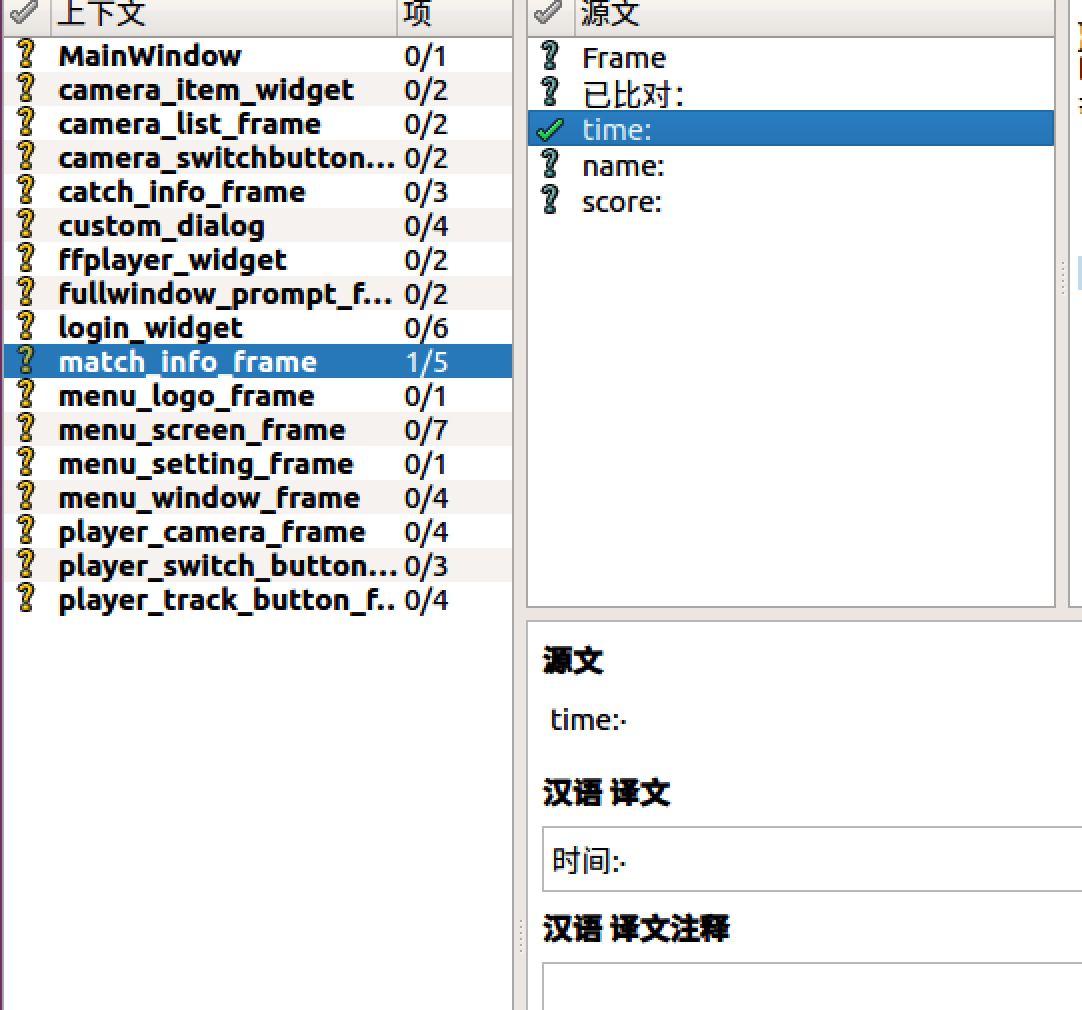 上下文 项
MainWindow 0/1
camera_item_widget 0/2
camera_list_frame 0/2
camera_switchbutton... 0/2
catch_info_frame 0/3
custom_dialog 0/4
ffplayer_widget 0/2
fullwindow_prompt_f... 0/2
login_widget 0/6
match_info_frame 1/5
menu_logo_frame 0/1
menu_screen_frame 0/7
menu_setting_frame 0/1
menu_window_frame 0/4
player_camera_frame 0/4
player_switch_button... 0/3
player_track_button_f.. 0/4
源文
Frame
已比对：
time:
name:
score:
源文
time:·
汉语 译文
时间:·
汉语 译文注释